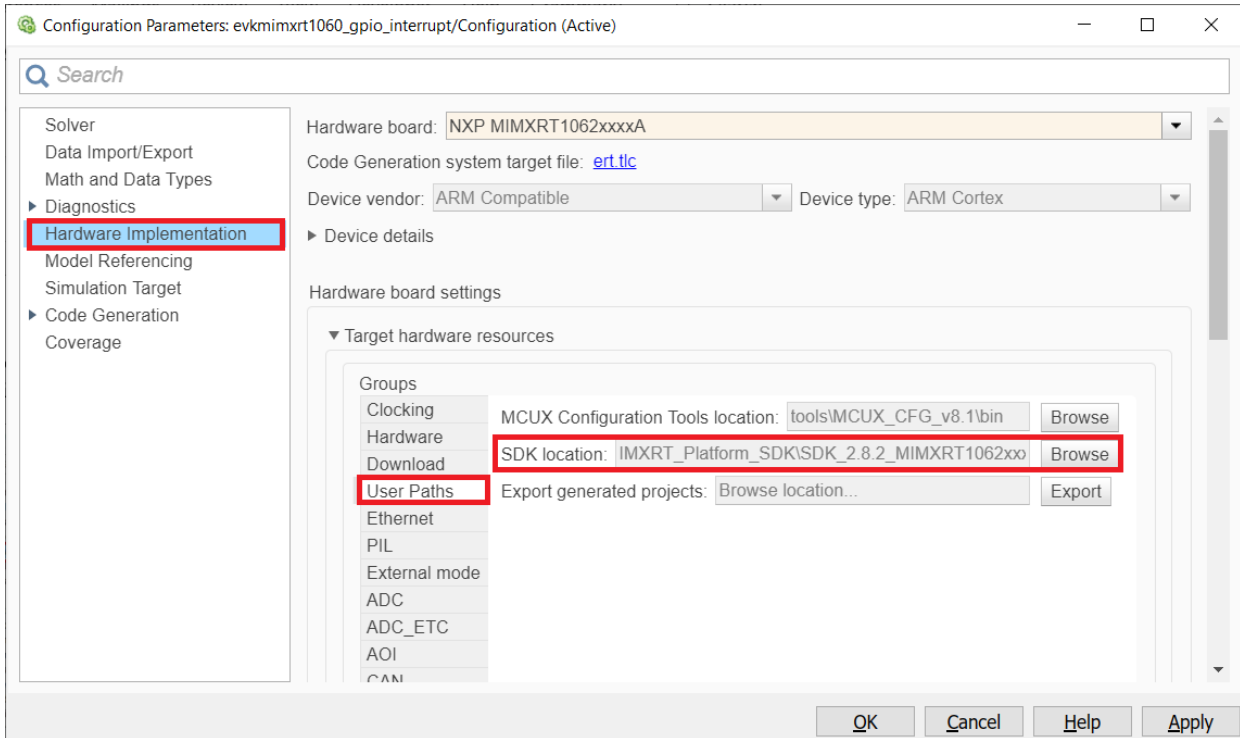 Configuration Parameters: evkmimxrt1060_gpio_interrupt/Configuration (Active)
Search
Solver
Data Import/Export
Math and Data Types
Diagnostics
Hardware Implementation
Model Referencing
Simulation Target
Code Generation
Coverage
Hardware board: NXP MIMXRT1062xxxxA
Code Generation system target file: ert.tlc
Device vendor: ARM Compatible Device type: ARM Cortex
Device details
Hardware board settings
Target hardware resources
Groups
Clocking
Hardware
Download
User Paths
Ethernet
PIL
External mode
ADC
ADC_ETC
AOI
CAN
MCUX Configuration Tools location: tools\MCUX_CFG_v8.1\bin Browse
SDK location: IMXRT_Platform_SDK\SDK_2.8.2_MIMXRT1062xx Browse
Export generated projects: Browse location... Export
OK Cancel Help Apply